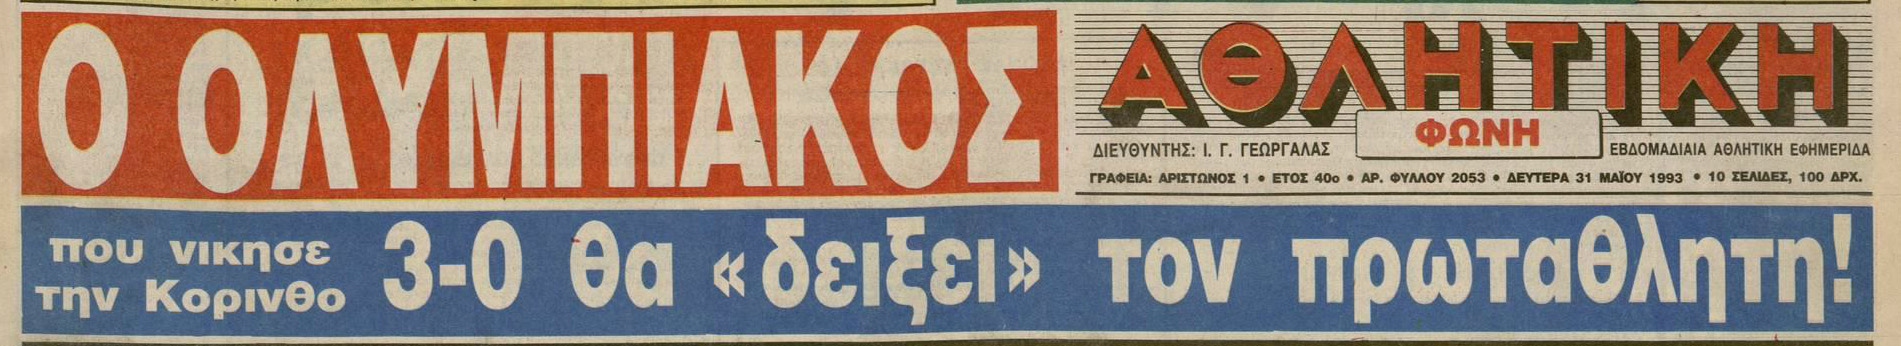 Ο ΟΛΥΜΠΙΑΚΟΣ
ΑΘΛΗΤΙΚΗ
ΦΩΝΗ
ΔΙΕΥΘΥΝΤΗΣ: Ι. Γ. ΓΕΩΡΓΑΛΑΣ
ΕΒΔΟΜΑΔΙΑΙΑ ΑΘΛΗΤΙΚΗ ΕΦΗΜΕΡΙΔΑ
ΓΡΑΦΕΙΑ: ΑΡΙΣΤΩΝΟΣ 1 • ΕΤΟΣ 40ο • ΑΡ. ΦΥΛΛΟΥ 2053 • ΔΕΥΤΕΡΑ 31 ΜΑΪΟΥ 1993 • 10 ΣΕΛΙΔΕΣ, 100 ΔΡΧ.
που νικησε
την Κορινθο
3-0 θα «δειξει» τον πρωταθλητη!